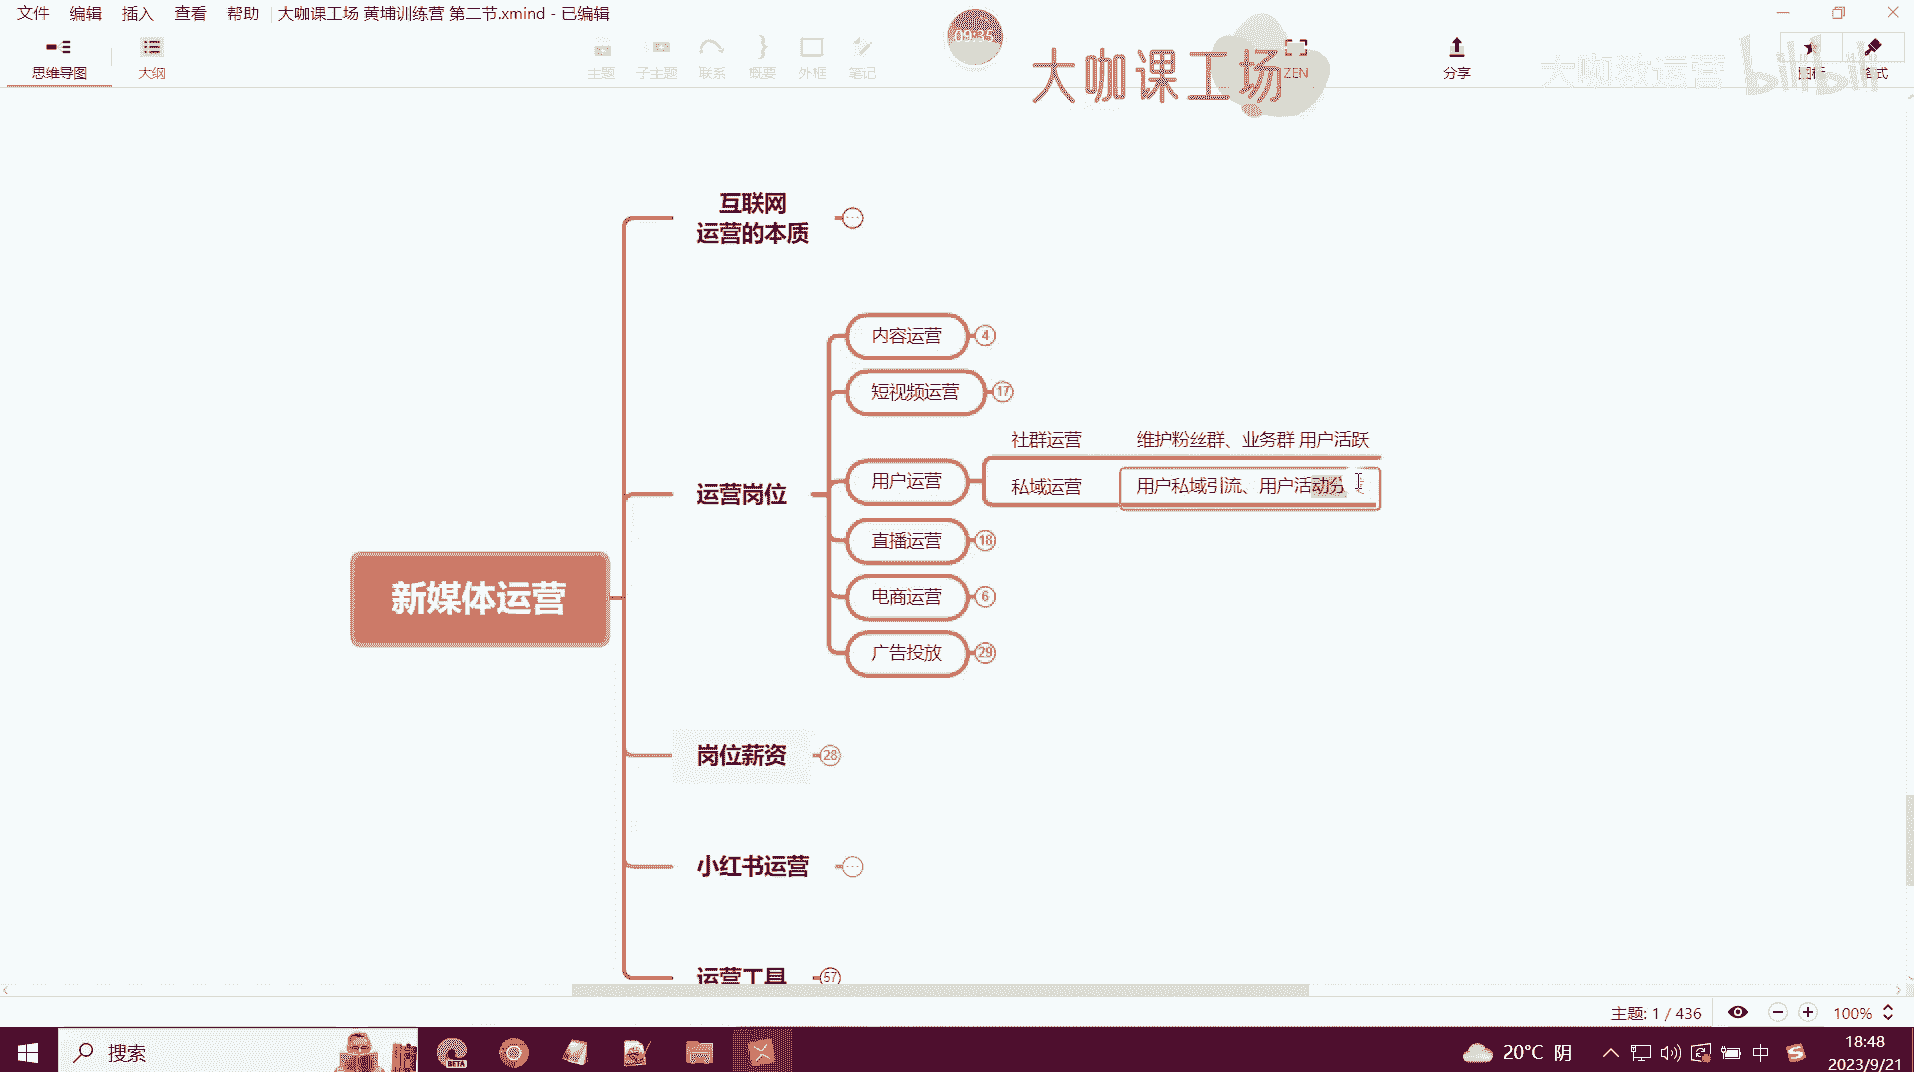 文件 编辑 插入 查看 帮助 大咖课工场 黄埔训练营 第二节.xmind - 已编辑
思维导图 大纲 主题 子主题 联系 概要 外框 笔记 ZEN 分享
大咖课工场
大咖教运营 bilibili
互联网
运营的本质
内容运营 4
短视频运营 17
社群运营 维护粉丝群、业务群 用户活跃
用户运营
私域运营 用户私域引流、用户活动
运营岗位
直播运营 18
电商运营 6
新媒体运营
广告投放 29
岗位薪资 28
小红书运营
运营工具 57
主题: 1 / 436 100%
搜索
BETA
20°C 阴
中
18:48
2023/9/21